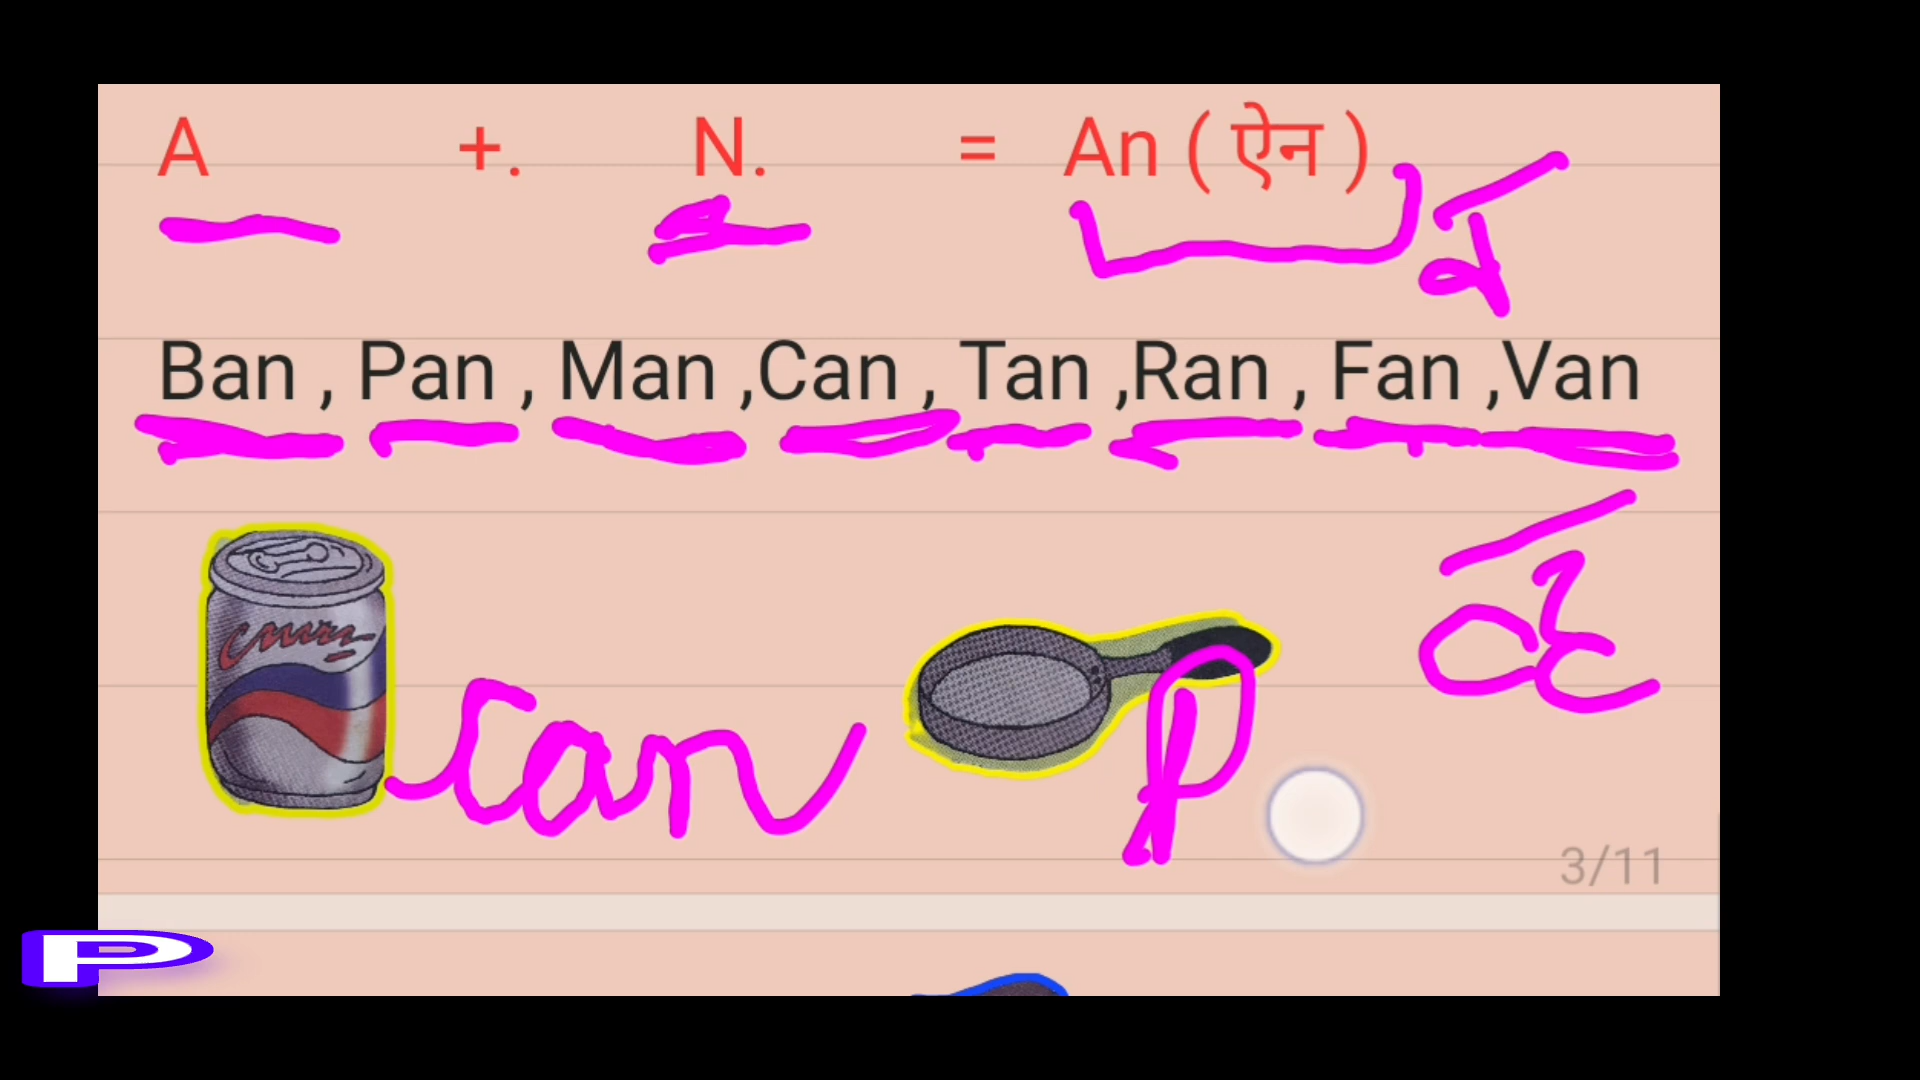 A +. N. = An ( ऐन )
Ban , Pan , Man ,Can , Tan ,Ran , Fan ,Van
Can P
3/11
P